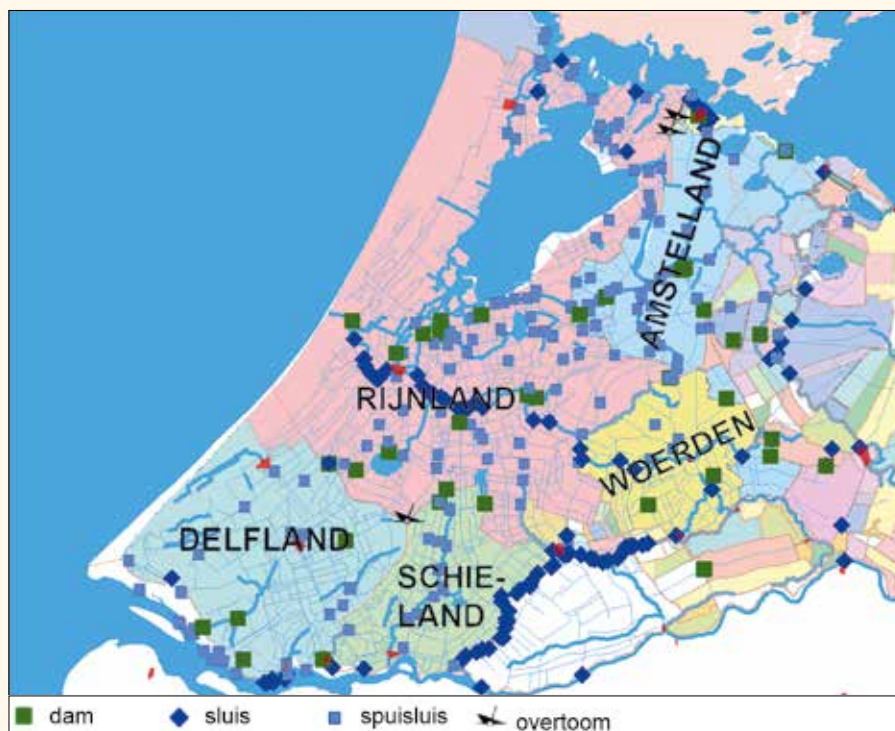 AMSTELLAND
RIJNLAND
WOERDEN
DELFLAND
SCHIE-
LAND
dam sluis spuisluis overtoom